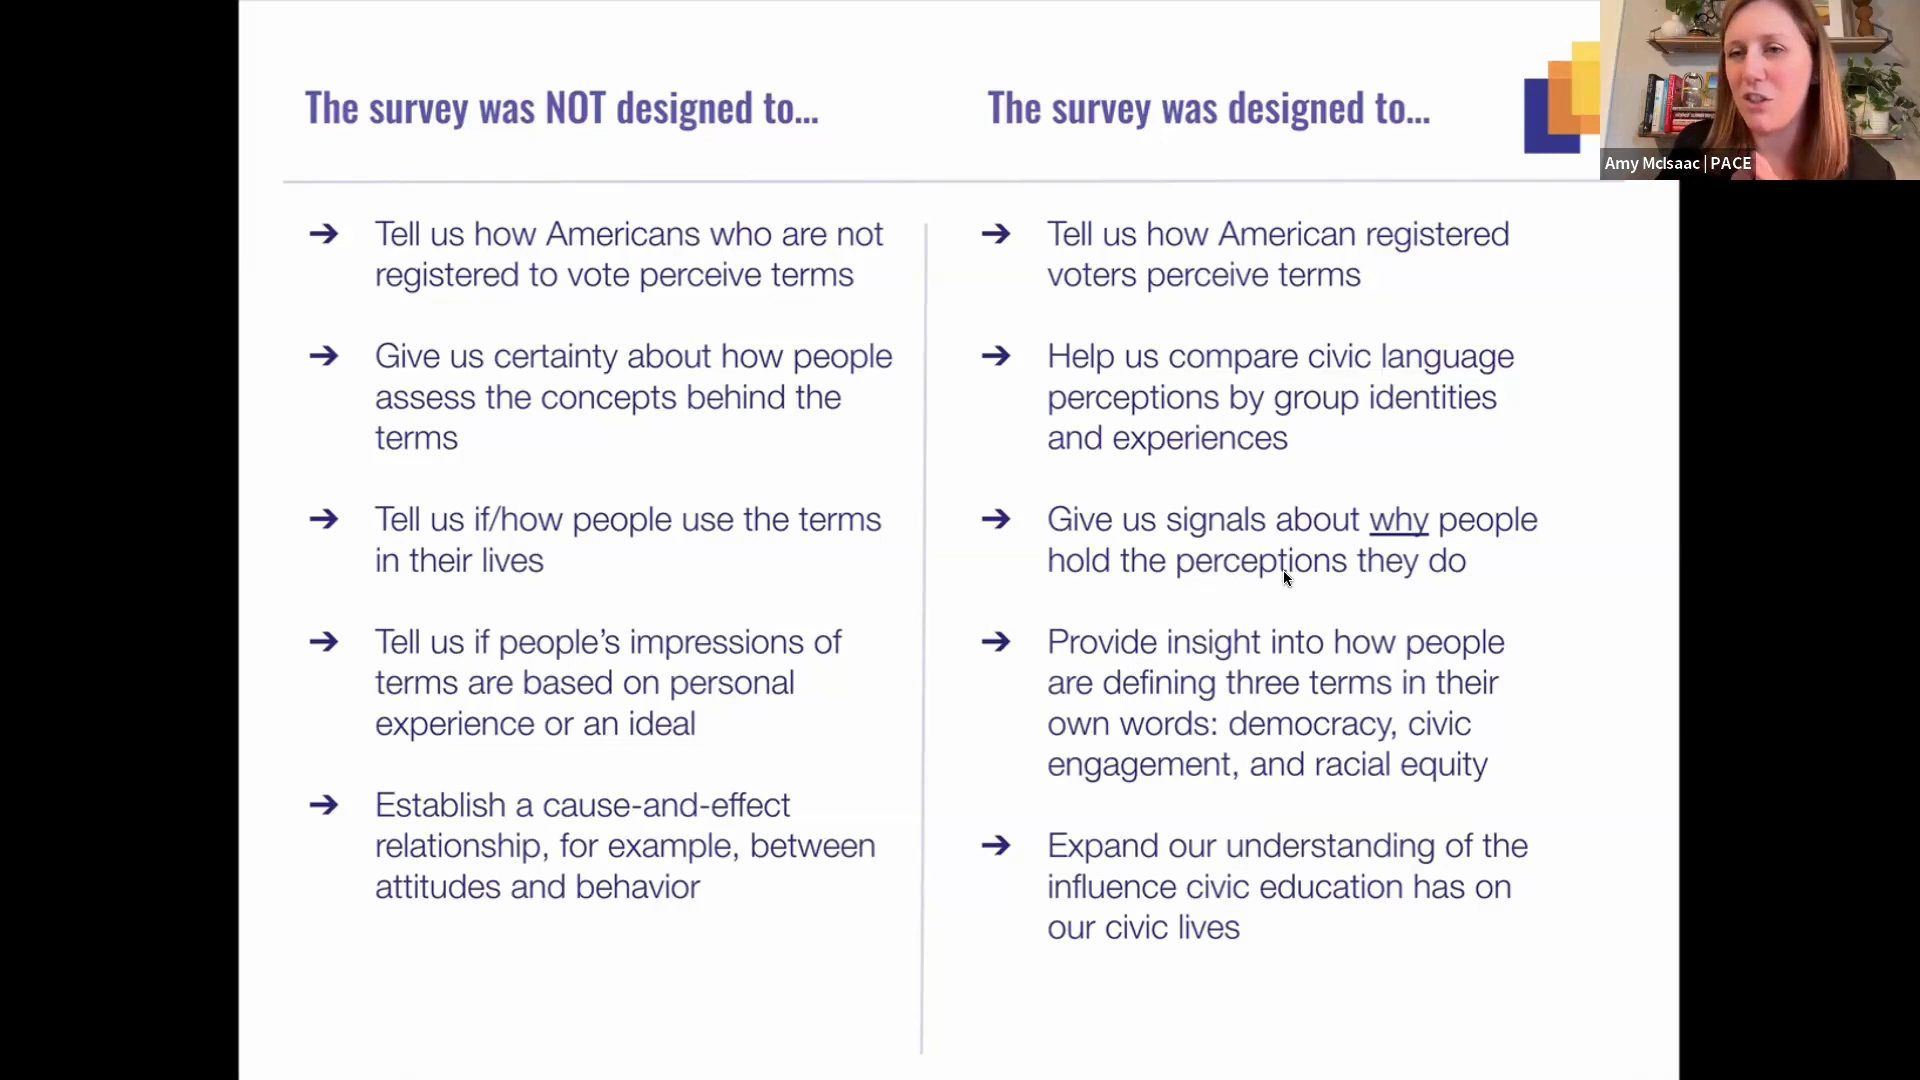 The survey was NOT designed to...
➔ Tell us how Americans who are not
registered to vote perceive terms
➔ Give us certainty about how people
assess the concepts behind the
terms
➔ Tell us if/how people use the terms
in their lives
➔ Tell us if people’s impressions of
terms are based on personal
experience or an ideal
➔ Establish a cause-and-effect
relationship, for example, between
attitudes and behavior
The survey was designed to...
➔ Tell us how American registered
voters perceive terms
➔ Help us compare civic language
perceptions by group identities
and experiences
➔ Give us signals about why people
hold the perceptions they do
➔ Provide insight into how people
are defining three terms in their
own words: democracy, civic
engagement, and racial equity
➔ Expand our understanding of the
influence civic education has on
our civic lives
Amy McIsaac | PACE